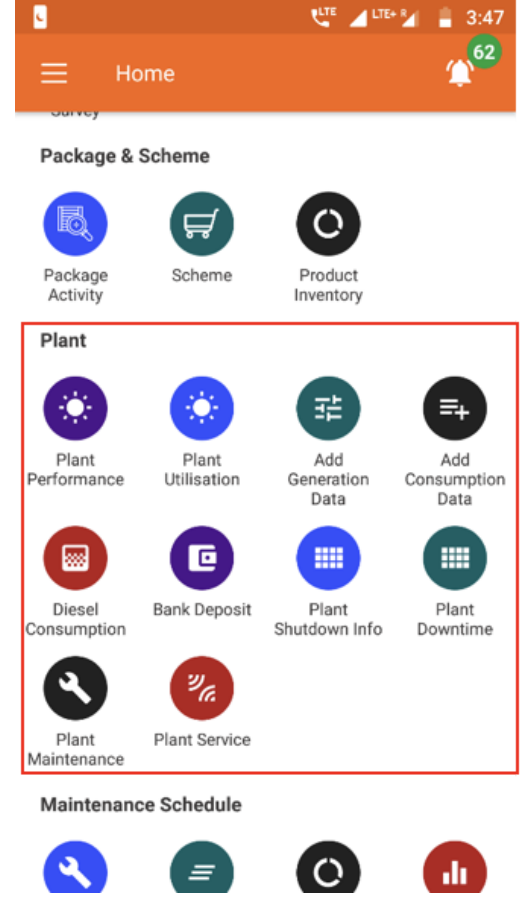 LTE LTE+ R 3:47
Home 62
Survey
Package & Scheme
Package Scheme Product
Activity Inventory
Plant
Plant Plant Add Add
Performance Utilisation Generation Consumption
Data Data
Diesel Bank Deposit Plant Plant
Consumption Shutdown Info Downtime
Plant Plant Service
Maintenance
Maintenance Schedule